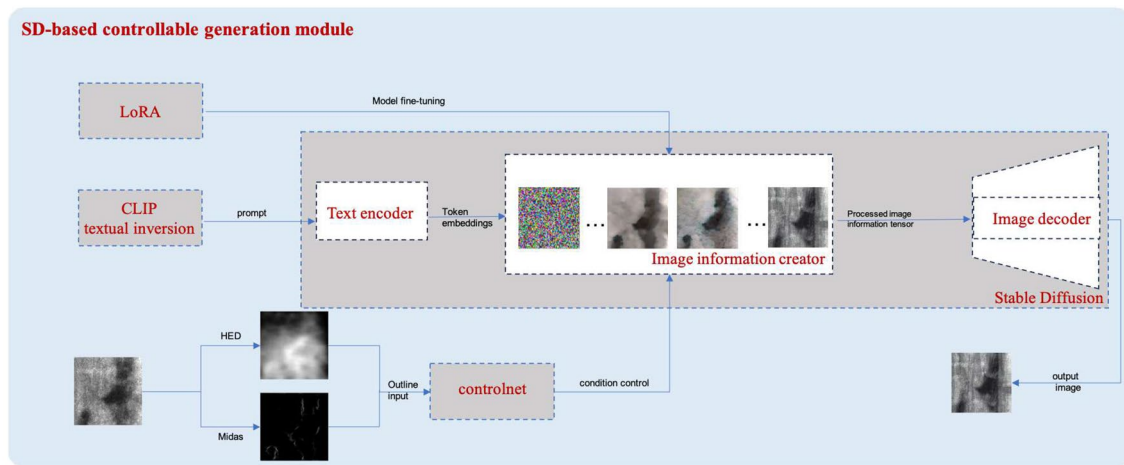 SD-based controllable generation module
LoRA
Model fine-tuning
CLIP
textual inversion
prompt
Text encoder
Token
embeddings
Image information creator
Processed image
information tensor
Image decoder
Stable Diffusion
HED
Midas
Outline
input
controlnet
condition control
output
image